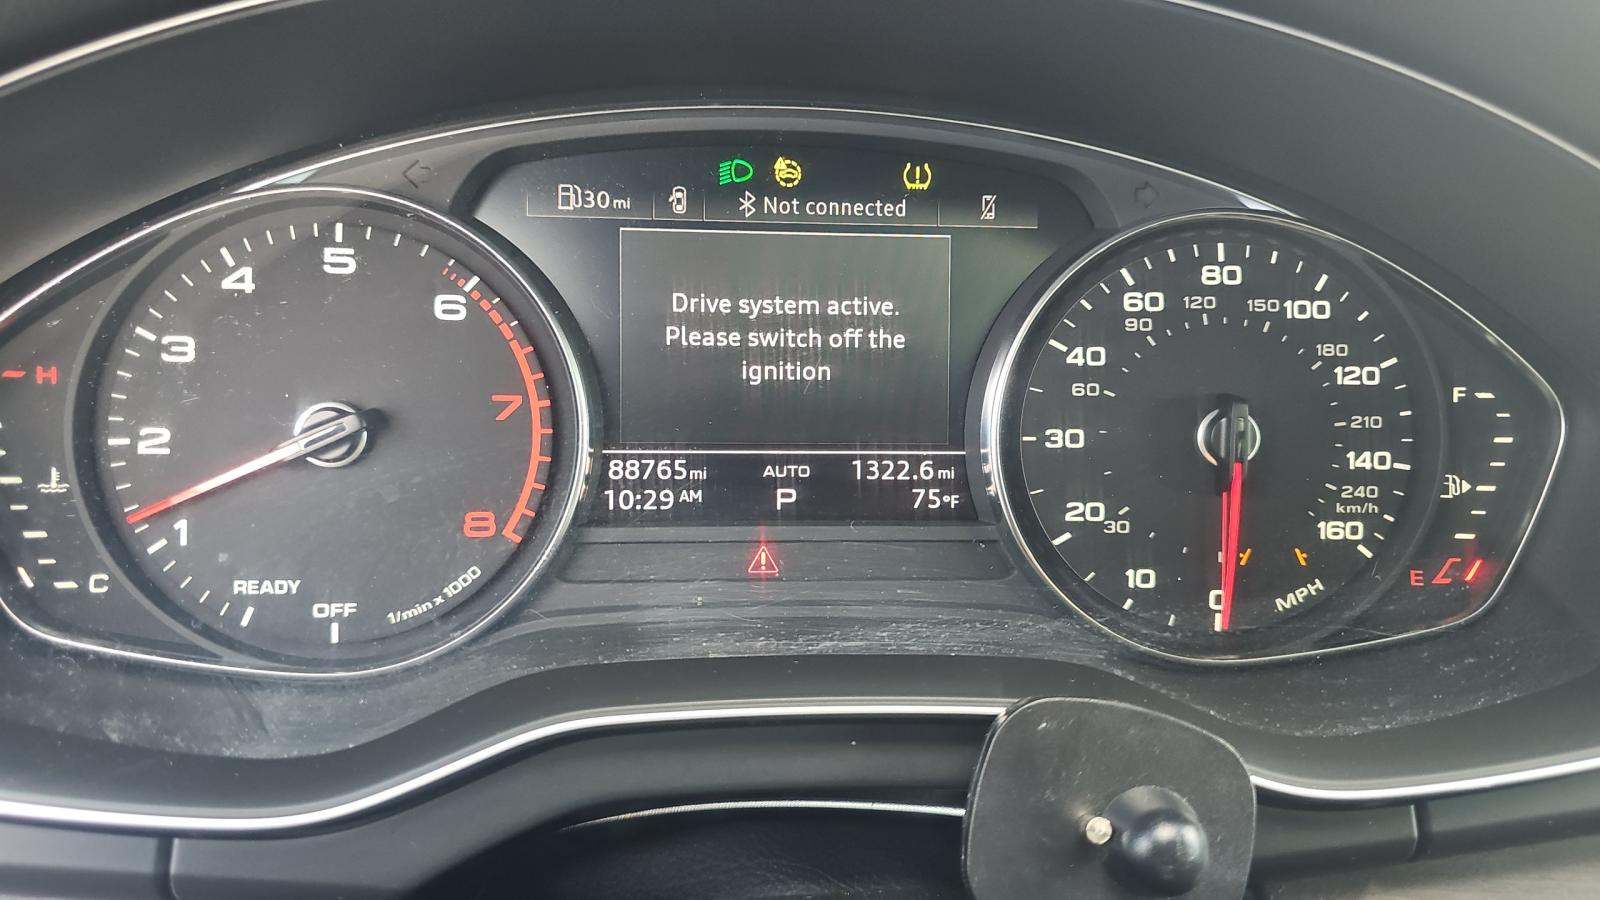 30 mi
Not connected
Drive system active.
Please switch off the
ignition
88765 mi AUTO 1322.6 mi
10:29 AM P 75°F
H
C
1
2
3
4
5
6
7
8
READY
OFF
1/min x 1000
0
10
20
30
40
60
80
100
120
140
160
30
60
90
120
150
180
210
240
km/h
MPH
F
E